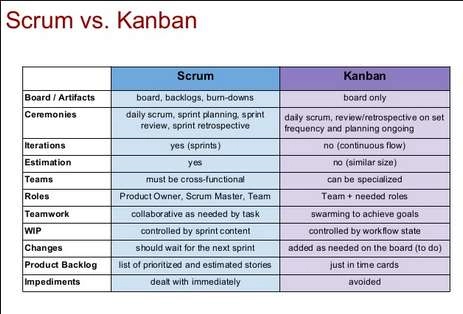 Scrum vs. Kanban
Scrum Kanban
Board / Artifacts board, backlogs, burn-downs board only
Ceremonies daily scrum, sprint planning, sprint review, sprint retrospective daily scrum, review/retrospective on set frequency and planning ongoing
Iterations yes (sprints) no (continuous flow)
Estimation yes no (similar size)
Teams must be cross-functional can be specialized
Roles Product Owner, Scrum Master, Team Team + needed roles
Teamwork collaborative as needed by task swarming to achieve goals
WIP controlled by sprint content controlled by workflow state
Changes should wait for the next sprint added as needed on the board (to do)
Product Backlog list of prioritized and estimated stories just in time cards
Impediments dealt with immediately avoided